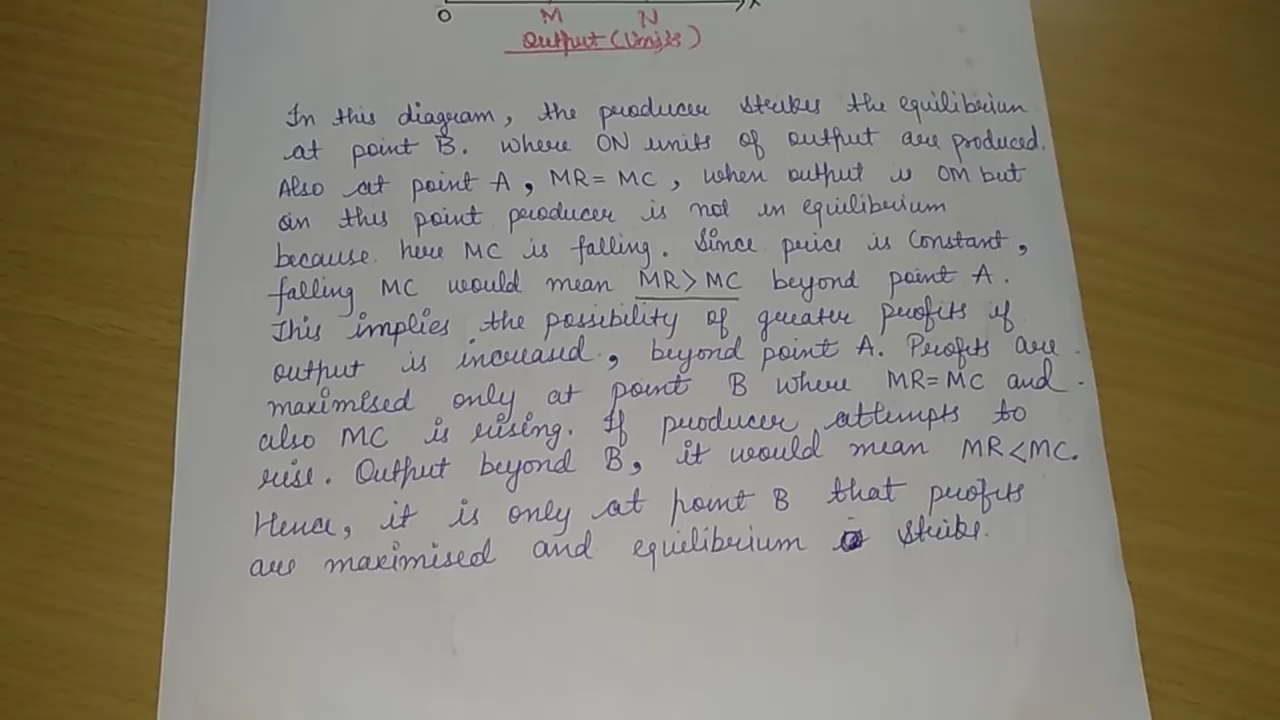 O M N X
Output (Units)
In this diagram, the producer strikes the equilibrium
at point B. where ON units of output are produced.
Also at point A, MR = MC, when output is OM but
on this point producer is not in equilibrium
because here MC is falling. Since price is Constant,
falling MC would mean MR > MC beyond point A.
This implies the possibility of greater profits if
output is increased, beyond point A. Profits are
maximised only at point B where MR = MC and
also MC is rising. If producer attempts to
rise. Output beyond B, it would mean MR < MC.
Hence, it is only at point B that profits
are maximised and equilibrium is strike.